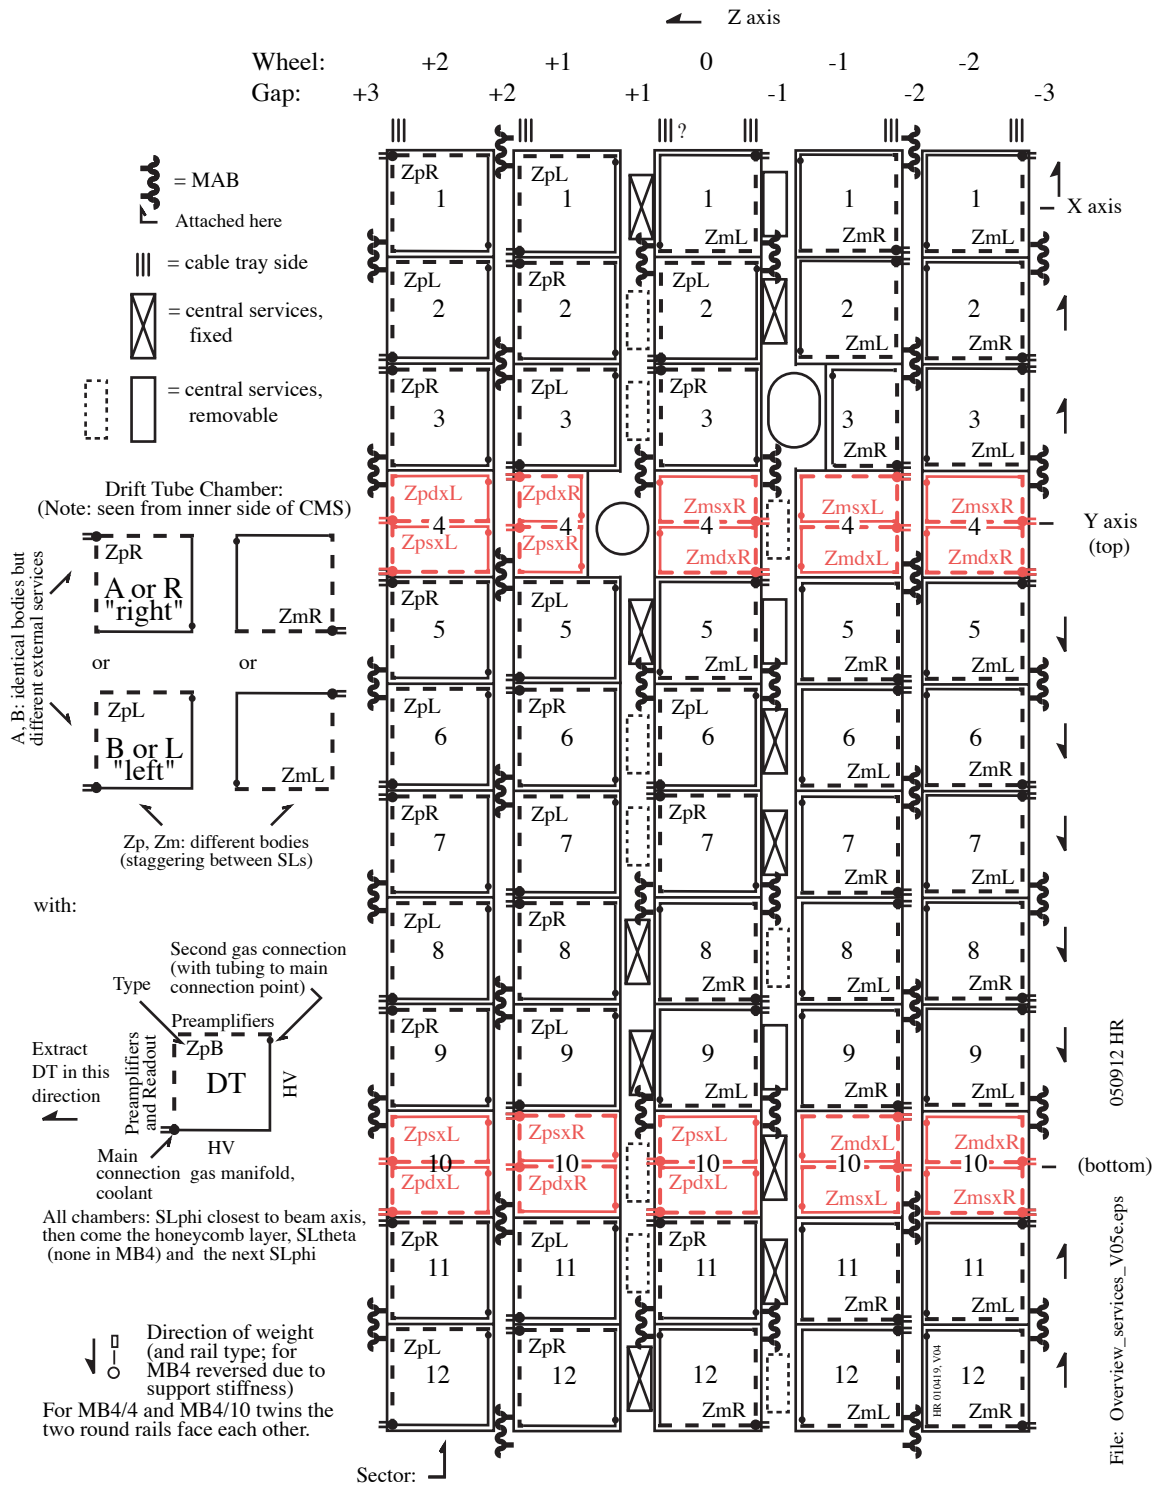 Z axis
Wheel: +2 +1 0 -1 -2
Gap: +3 +2 +1 -1 -2 -3
?
= MAB
Attached here
= cable tray side
= central services,
fixed
= central services,
removable
Drift Tube Chamber:
(Note: seen from inner side of CMS)
ZpR
A or R
"right"
ZmR
or or
ZpL
B or L
"left"
ZmL
A, B: identical bodies but
different external services
Zp, Zm: different bodies
(staggering between SLs)
with:
Second gas connection
(with tubing to main
connection point)
Type
Preamplifiers
ZpB
DT
HV
HV
Preamplifiers
and Readout
Extract
DT in this
direction
Main
connection gas manifold,
coolant
All chambers: SLphi closest to beam axis,
then come the honeycomb layer, SLtheta
(none in MB4) and the next SLphi
Direction of weight
(and rail type; for
MB4 reversed due to
support stiffness)
For MB4/4 and MB4/10 twins the
two round rails face each other.
Sector:
ZpR ZpL
1 1 1 1 1
ZmL ZmR ZmL
X axis
ZpL ZpR ZpL
2 2 2 2 2
ZmL ZmR
ZpR ZpL ZpR
3 3 3 3 3
ZmR ZmL
ZpdxL ZpdxR ZmsxR ZmsxL ZmsxR
4 4 4 4 4
ZpsxL ZpsxR ZmdxR ZmdxL ZmdxR
Y axis
(top)
ZpR ZpL
5 5 5 5 5
ZmL ZmR ZmL
ZpL ZpR ZpL
6 6 6 6 6
ZmL ZmR
ZpR ZpL ZpR
7 7 7 7 7
ZmR ZmL
ZpL ZpR
8 8 8 8 8
ZmR ZmL ZmR
ZpR ZpL
9 9 9 9 9
ZmL ZmR ZmL
ZpsxL ZpsxR ZpsxL ZmdxL ZmdxR
10 10 10 10 10
ZpdxL ZpdxR ZpdxL ZmsxL ZmsxR
(bottom)
ZpR ZpL ZpR
11 11 11 11 11
ZmR ZmL
ZpL ZpR
12 12 12 12 12
ZmR ZmL ZmR
HR 010419, V04
050912 HR
File: Overview_services_V05c.eps